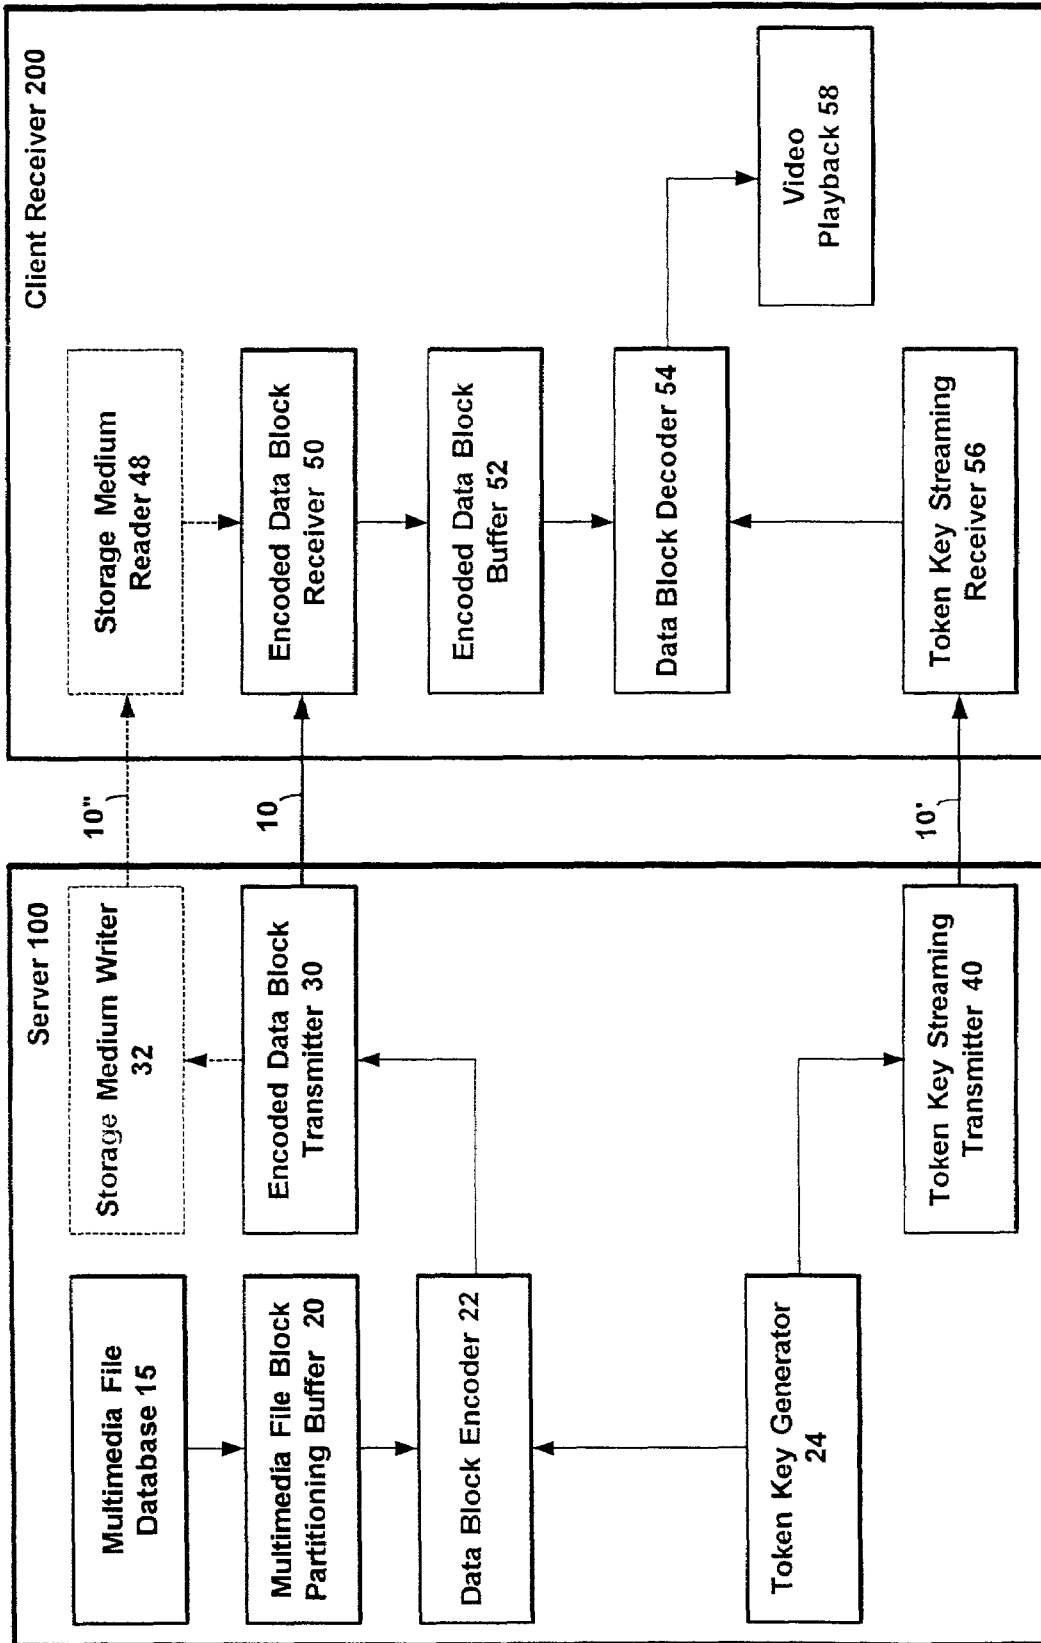 Server 100
Multimedia File
Database 15
Multimedia File Block
Partitioning Buffer 20
Data Block Encoder 22
Token Key Generator
24
Storage Medium Writer
32
Encoded Data Block
Transmitter 30
Token Key Streaming
Transmitter 40
10"
10
10'
Client Receiver 200
Storage Medium
Reader 48
Encoded Data Block
Receiver 50
Encoded Data Block
Buffer 52
Data Block Decoder 54
Token Key Streaming
Receiver 56
Video
Playback 58